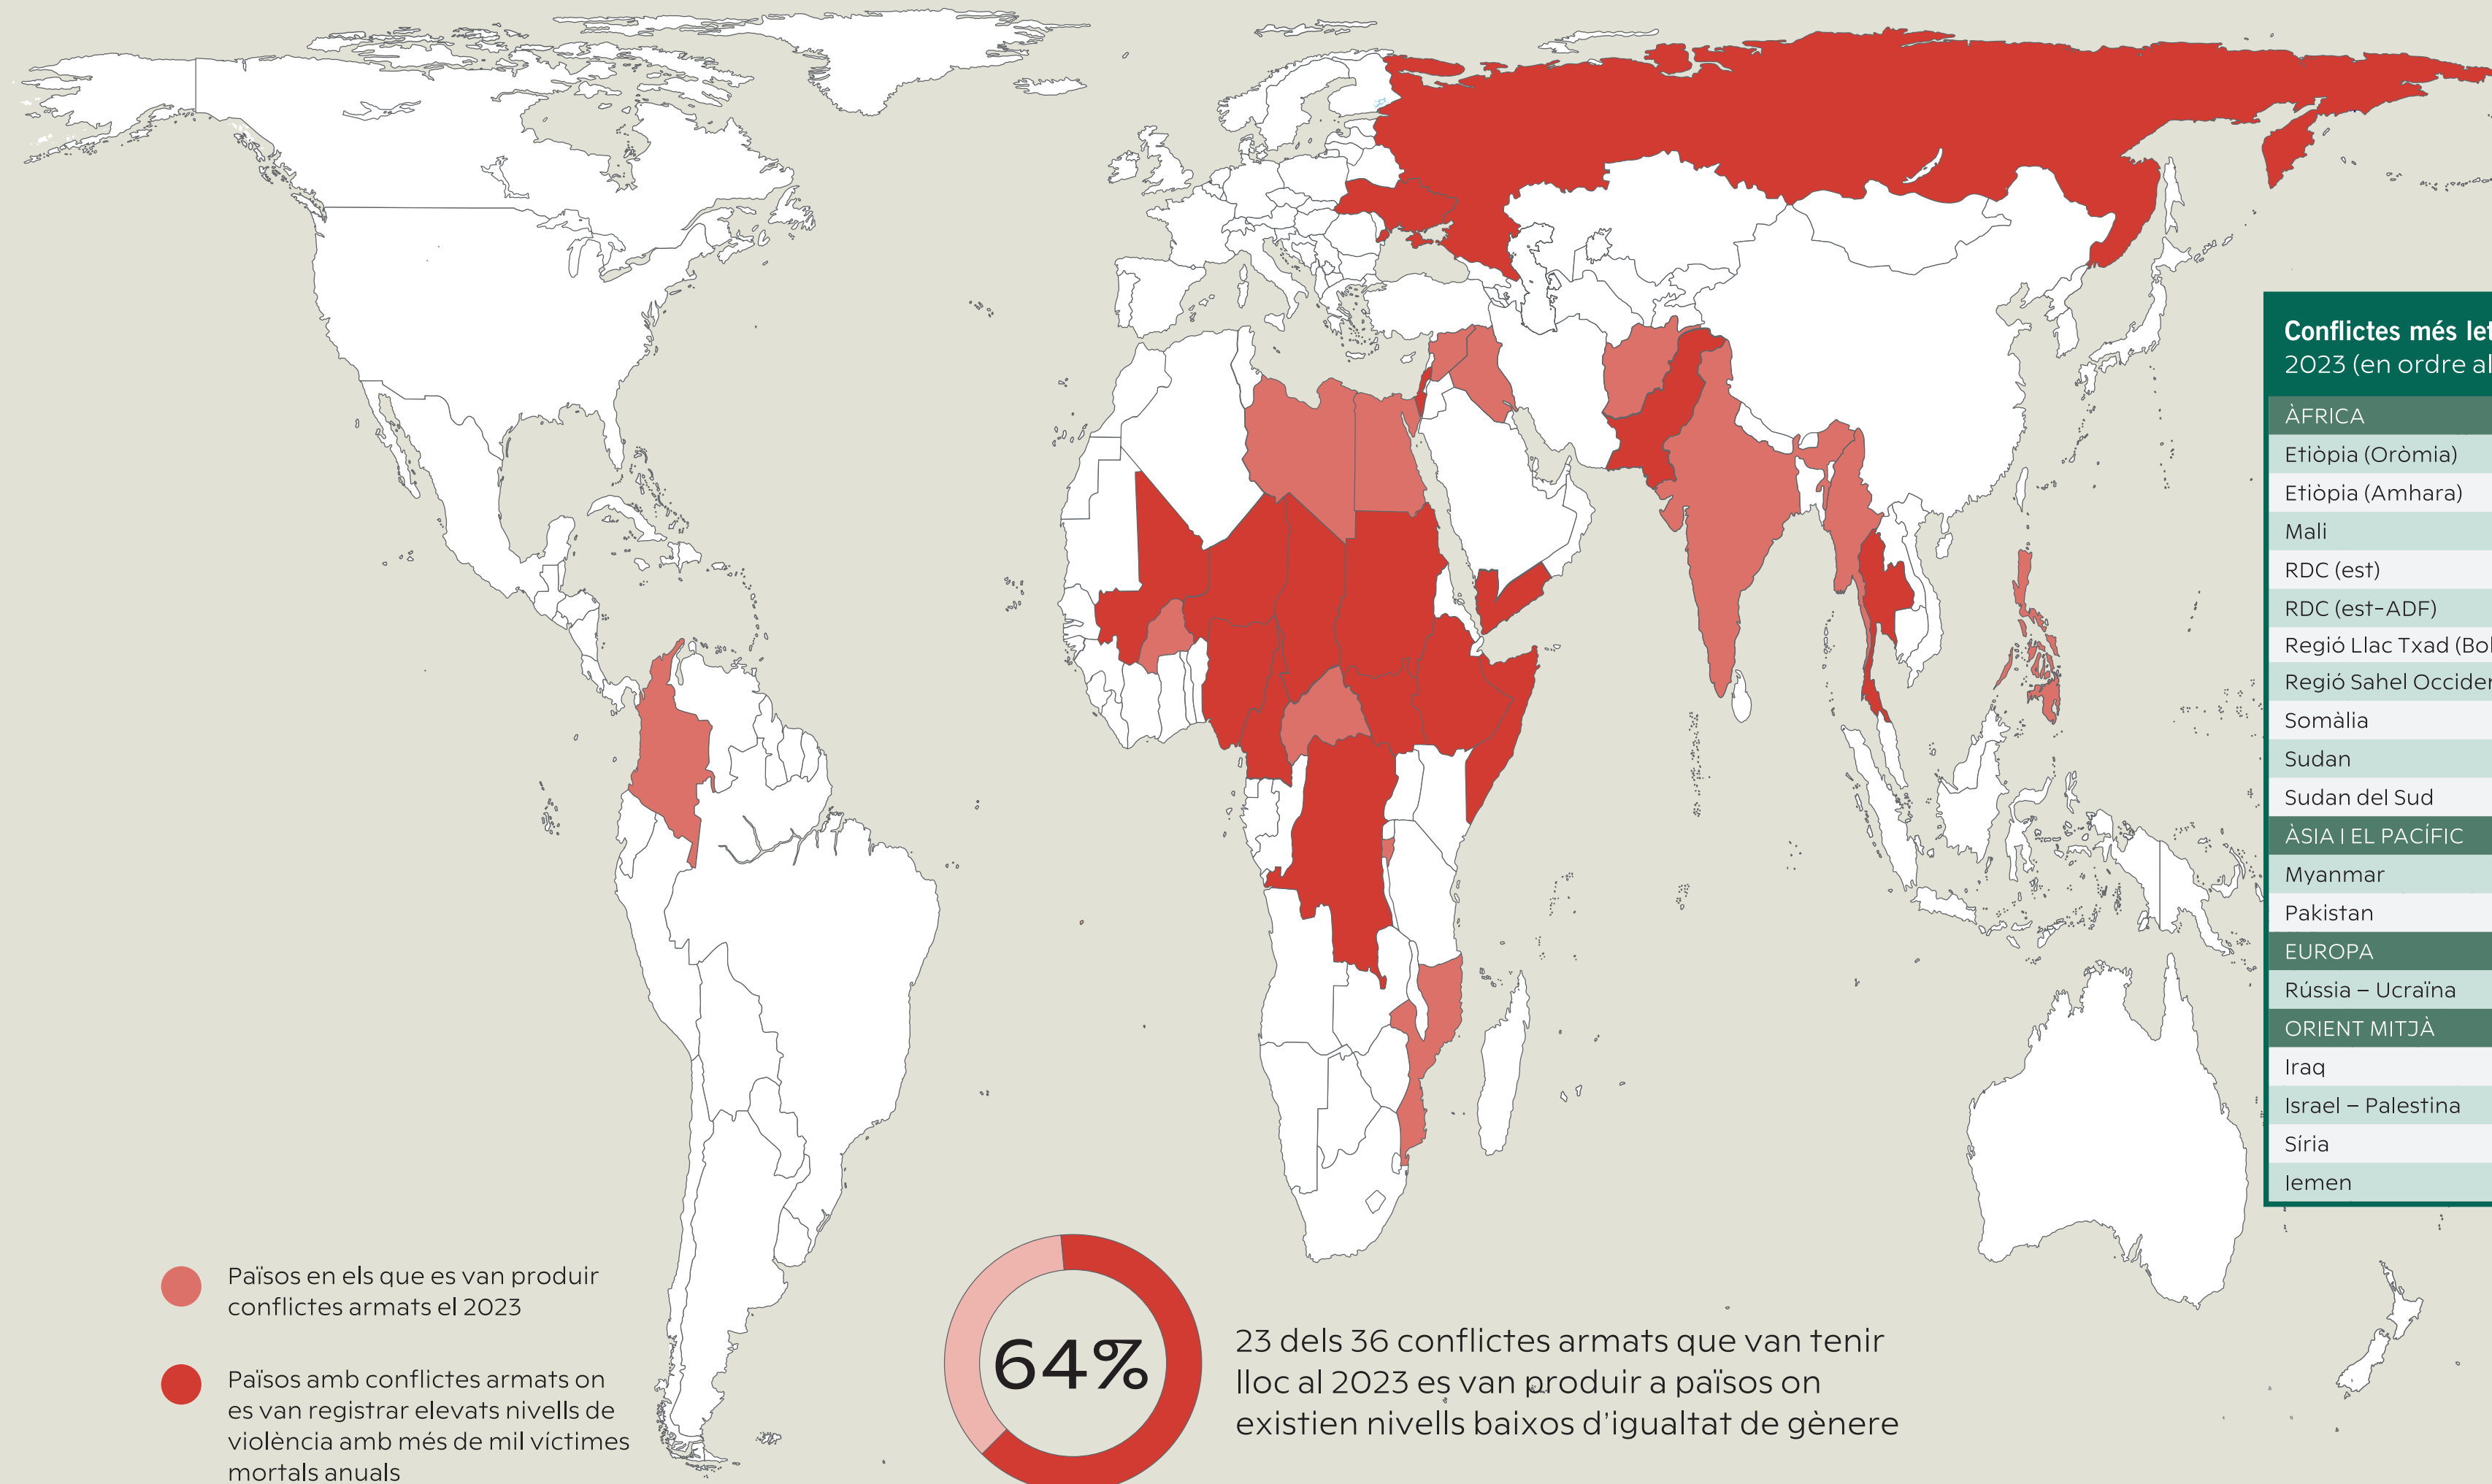 Conflictes més let
2023 (en ordre al
ÀFRICA
Etiòpia (Oròmia)
Etiòpia (Amhara)
Mali
RDC (est)
RDC (est-ADF)
Regió Llac Txad (Bol
Regió Sahel Occider
Somàlia
Sudan
Sudan del Sud
ÀSIA I EL PACÍFIC
Myanmar
Pakistan
EUROPA
Rússia – Ucraïna
ORIENT MITJÀ
Iraq
Israel – Palestina
Síria
Iemen
Països en els que es van produir
conflictes armats el 2023
Països amb conflictes armats on
es van registrar elevats nivells de
violència amb més de mil víctimes
mortals anuals
64%
23 dels 36 conflictes armats que van tenir
lloc al 2023 es van produir a països on
existien nivells baixos d'igualtat de gènere